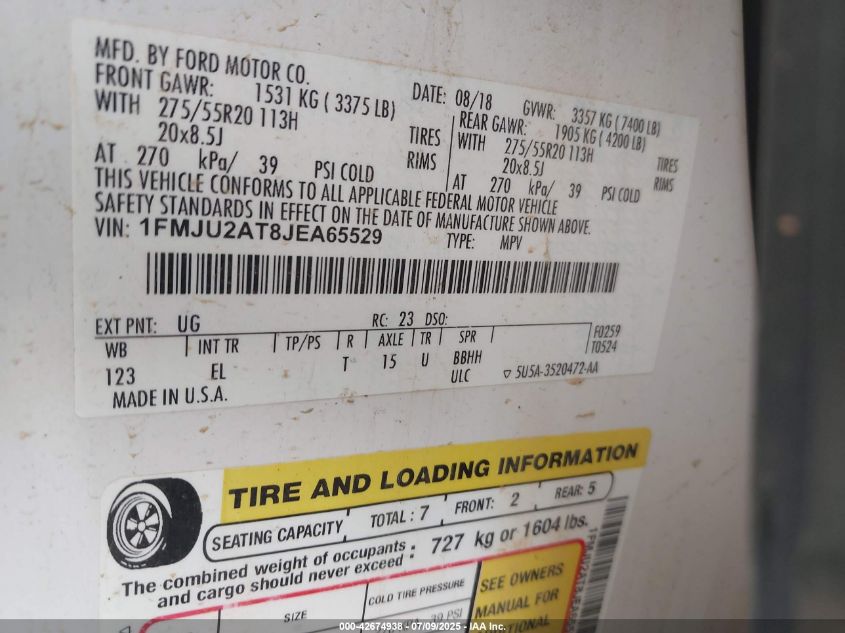 MFD. BY FORD MOTOR CO.
DATE: 08/18 GVWR: 3357 KG ( 7400 LB)
FRONT GAWR: 1531 KG ( 3375 LB)
WITH 275/55R20 113H TIRES
20x8.5J RIMS
AT 270 kPa/ 39 PSI COLD
REAR GAWR: 1905 KG ( 4200 LB)
WITH 275/55R20 113H TIRES
20x8.5J RIMS
AT 270 kPa/ 39 PSI COLD
THIS VEHICLE CONFORMS TO ALL APPLICABLE FEDERAL MOTOR VEHICLE
SAFETY STANDARDS IN EFFECT ON THE DATE OF MANUFACTURE SHOWN ABOVE.
VIN: 1FMJU2AT8JEA65529 TYPE: MPV
EXT PNT: UG RC: 23 DSO:
WB INT TR TP/PS R AXLE TR SPR F0259
T0524
123 EL T 15 U BBHH
ULC ▽ 5U5A-3520472-AA
MADE IN U.S.A.
TIRE AND LOADING INFORMATION
SEATING CAPACITY TOTAL : 7 FRONT: 2 REAR: 5
The combined weight of occupants
and cargo should never exceed : 727 kg or 1604 lbs.
SIZE COLD TIRE PRESSURE
SEE OWNERS
MANUAL FOR
000-42674938 - 07/09/2025 - IAA Inc.